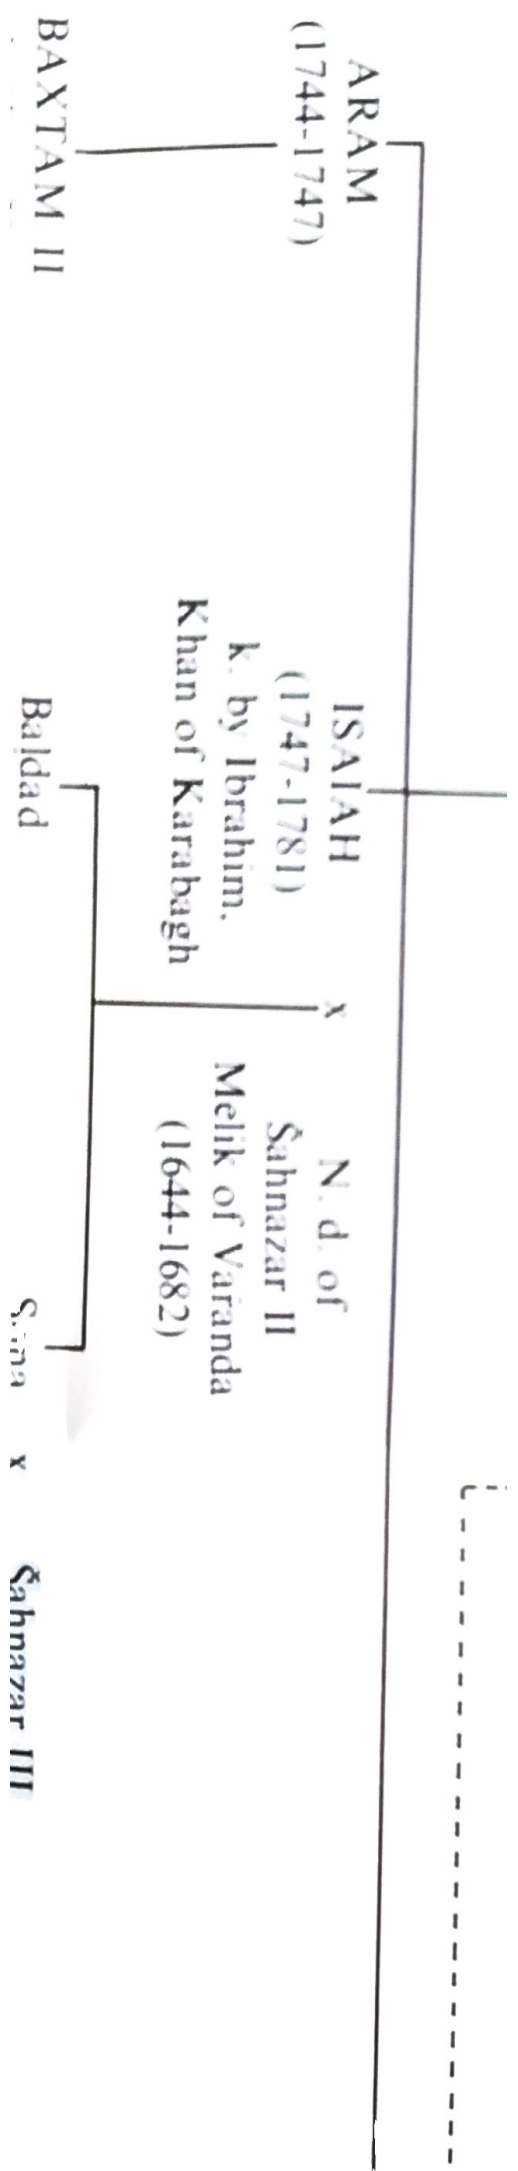 ARAM
(1744-1747)
ISAIAH
(1747-1781)
k. by Ibrahim,
Khan of Karabagh
x
N. d. of
Šahnazar II
Melik of Varanda
(1644-1682)
BAXTAM II
Baldad
x
Šahnazar III